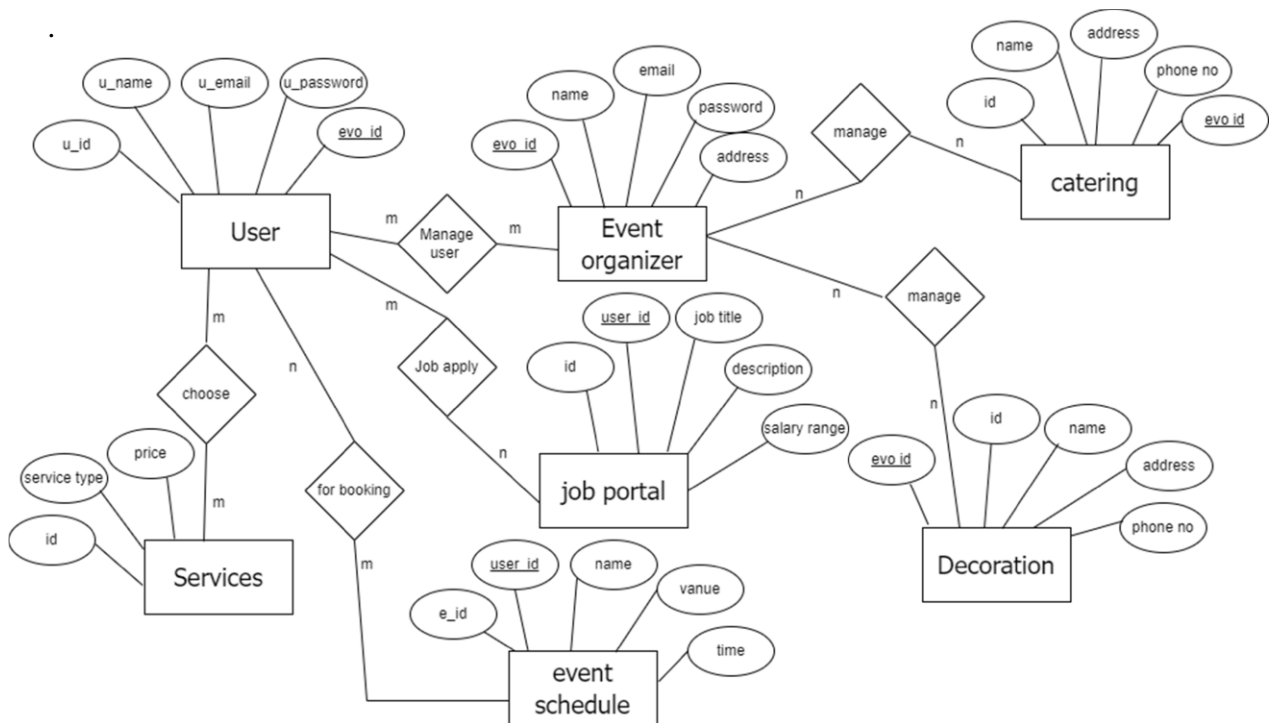 .
u_name
u_email
u_password
u_id
evo_id
User
name
email
password
evo_id
address
Event
organizer
name
address
phone no
id
evo id
catering
manage
n
n
m
Manage
user
m
n
manage
n
m
choose
m
n
for booking
m
m
Job apply
n
user_id
job title
id
description
salary range
job portal
price
service type
id
Services
id
name
evo id
address
phone no
Decoration
user_id
name
e_id
vanue
time
event
schedule